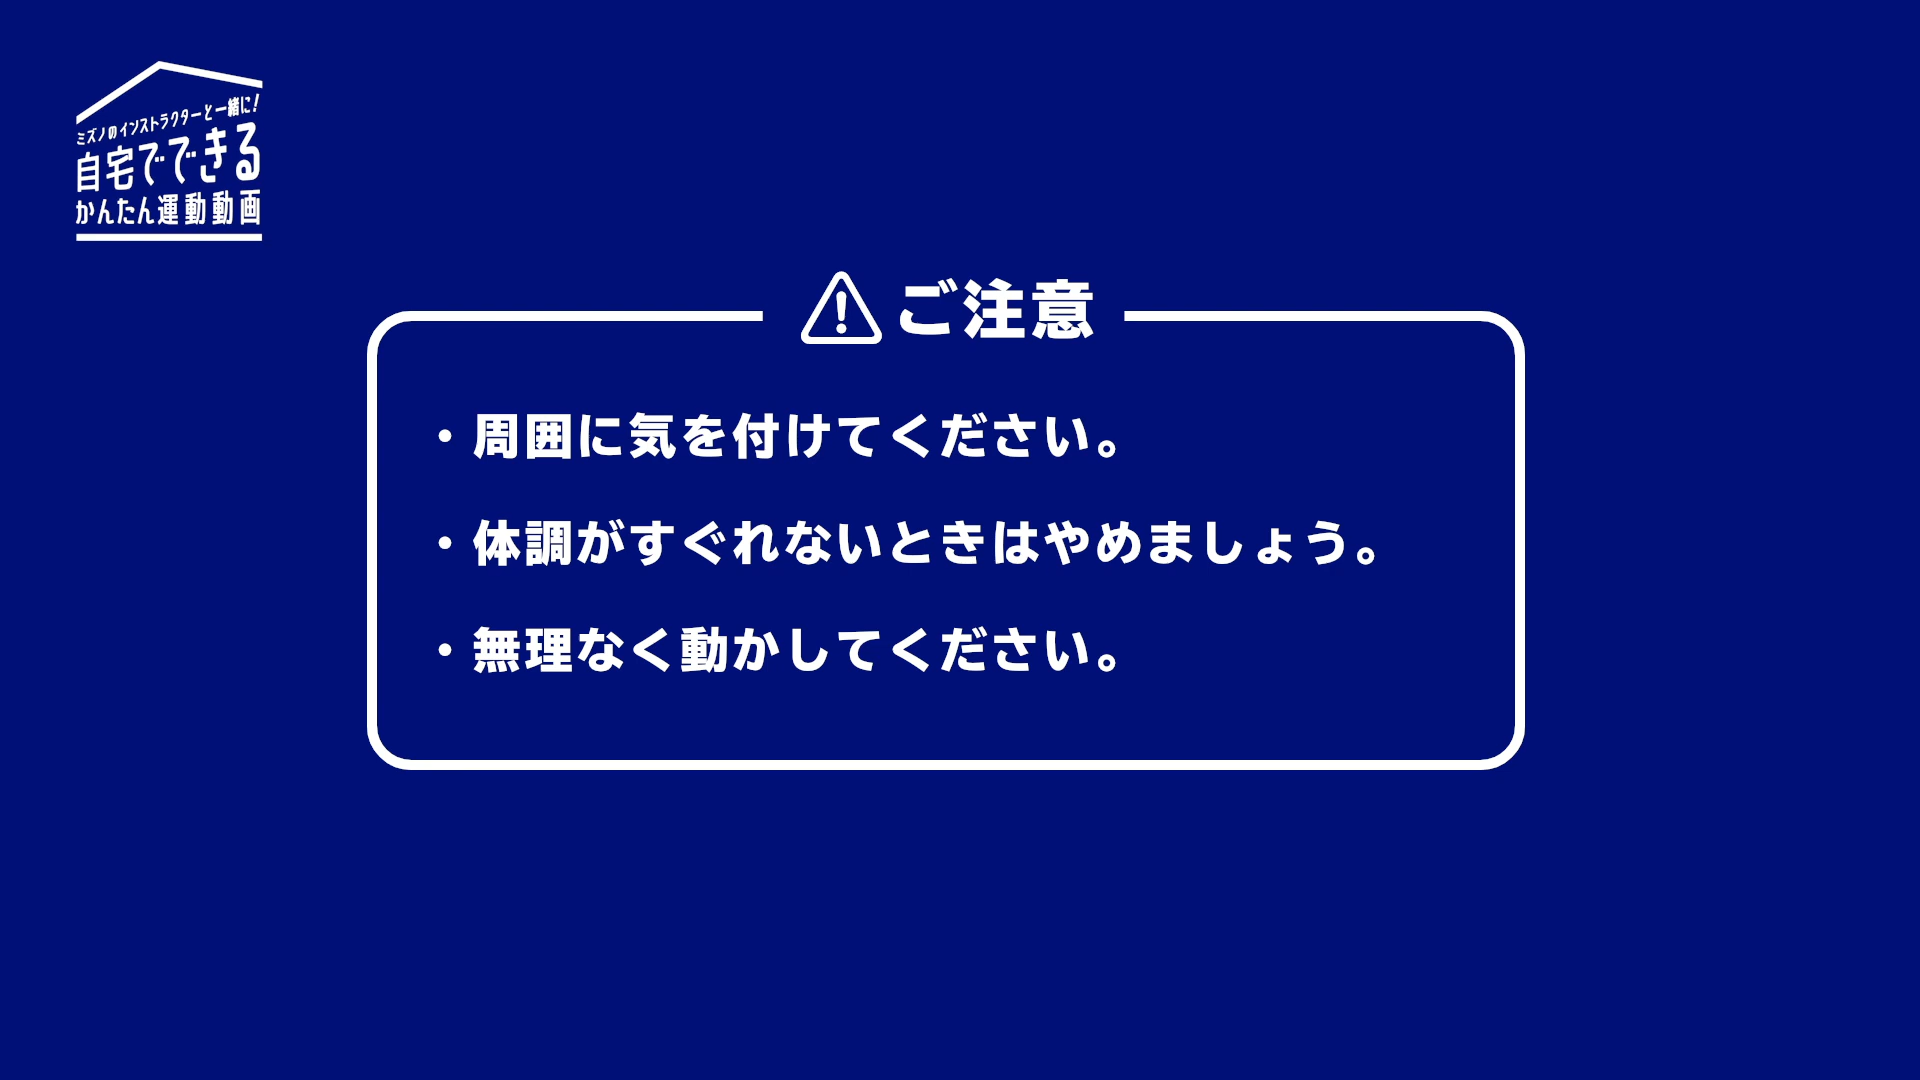 ミズノのインストラクターと一緒に!
自宅でできる
かんたん運動動画
ご注意
・周囲に気を付けてください。
・体調がすぐれないときはやめましょう。
・無理なく動かしてください。